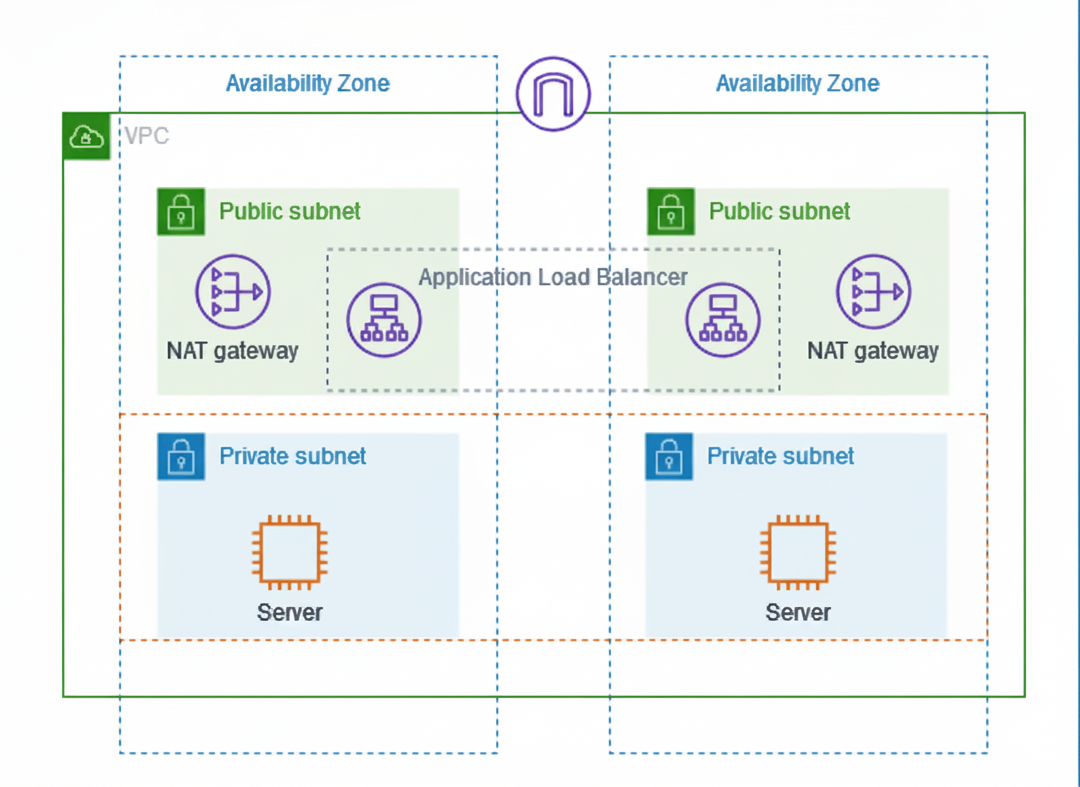 Availability Zone
Availability Zone
VPC
Public subnet
Public subnet
Application Load Balancer
NAT gateway
NAT gateway
Private subnet
Private subnet
Server
Server